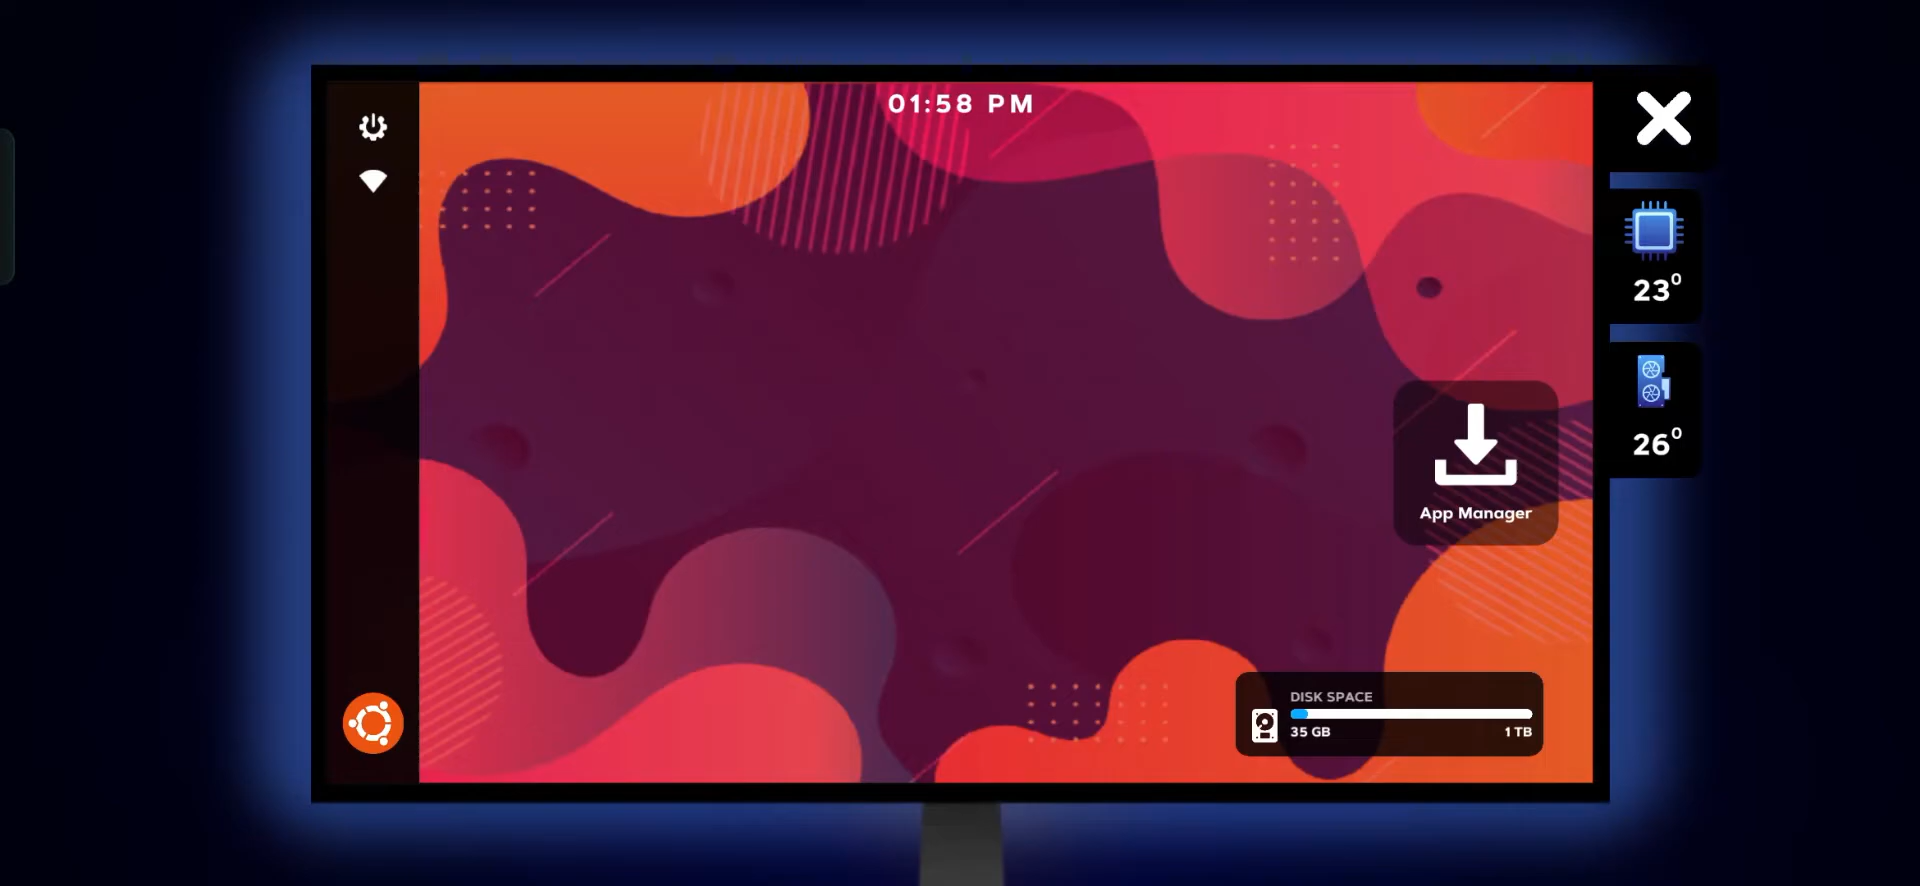 01:58 PM
23°
26°
App Manager
DISK SPACE
35 GB 1 TB